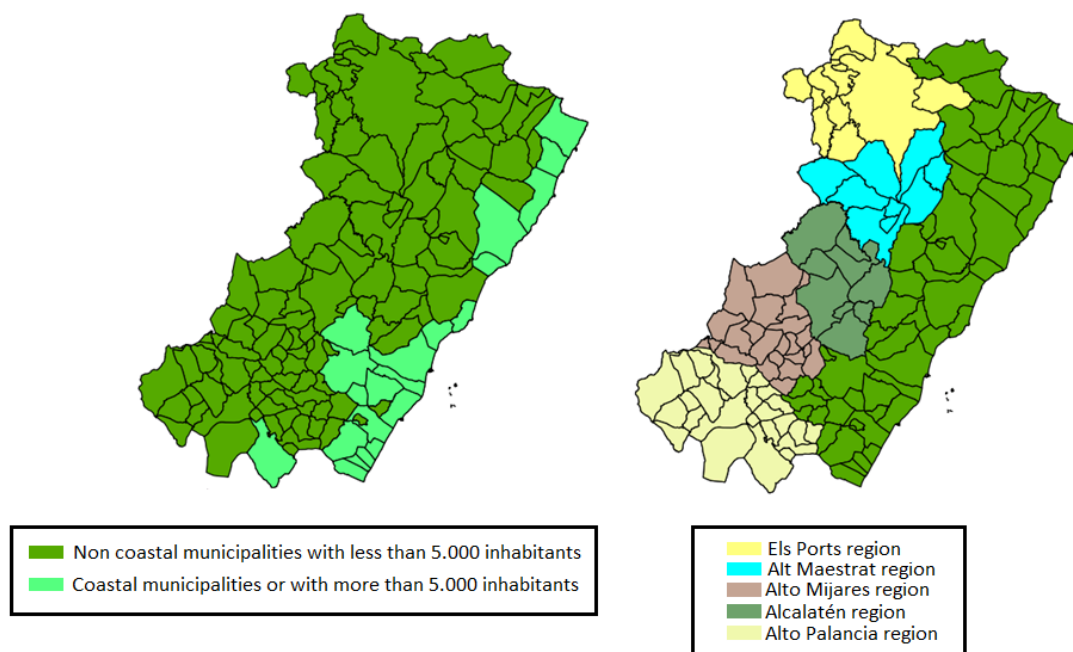 Non coastal municipalities with less than 5.000 inhabitants
Coastal municipalities or with more than 5.000 inhabitants
Els Ports region
Alt Maestrat region
Alto Mijares region
Alcalatén region
Alto Palancia region